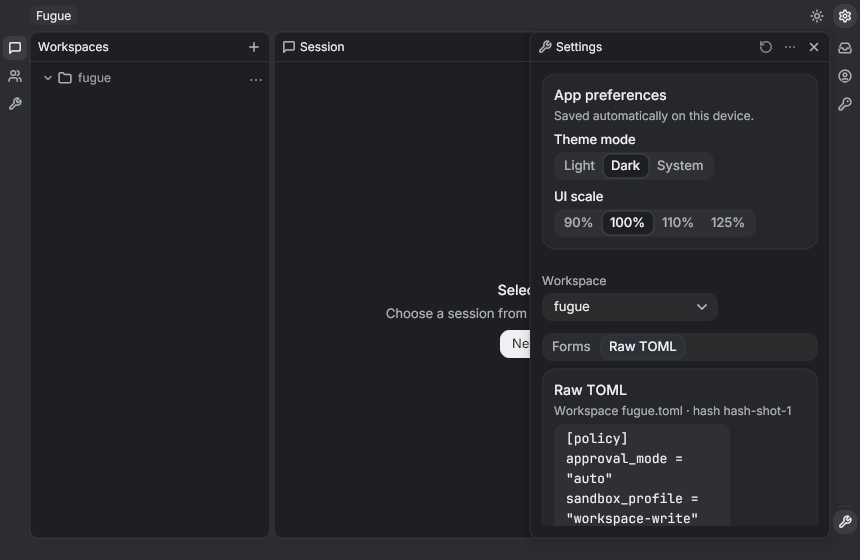 Fugue
Workspaces
fugue
Session
Selec
Choose a session from
Ne
Settings
App preferences
Saved automatically on this device.
Theme mode
Light Dark System
UI scale
90% 100% 110% 125%
Workspace
fugue
Forms Raw TOML
Raw TOML
Workspace fugue.toml · hash hash-shot-1
[policy]
approval_mode =
"auto"
sandbox_profile =
"workspace-write"